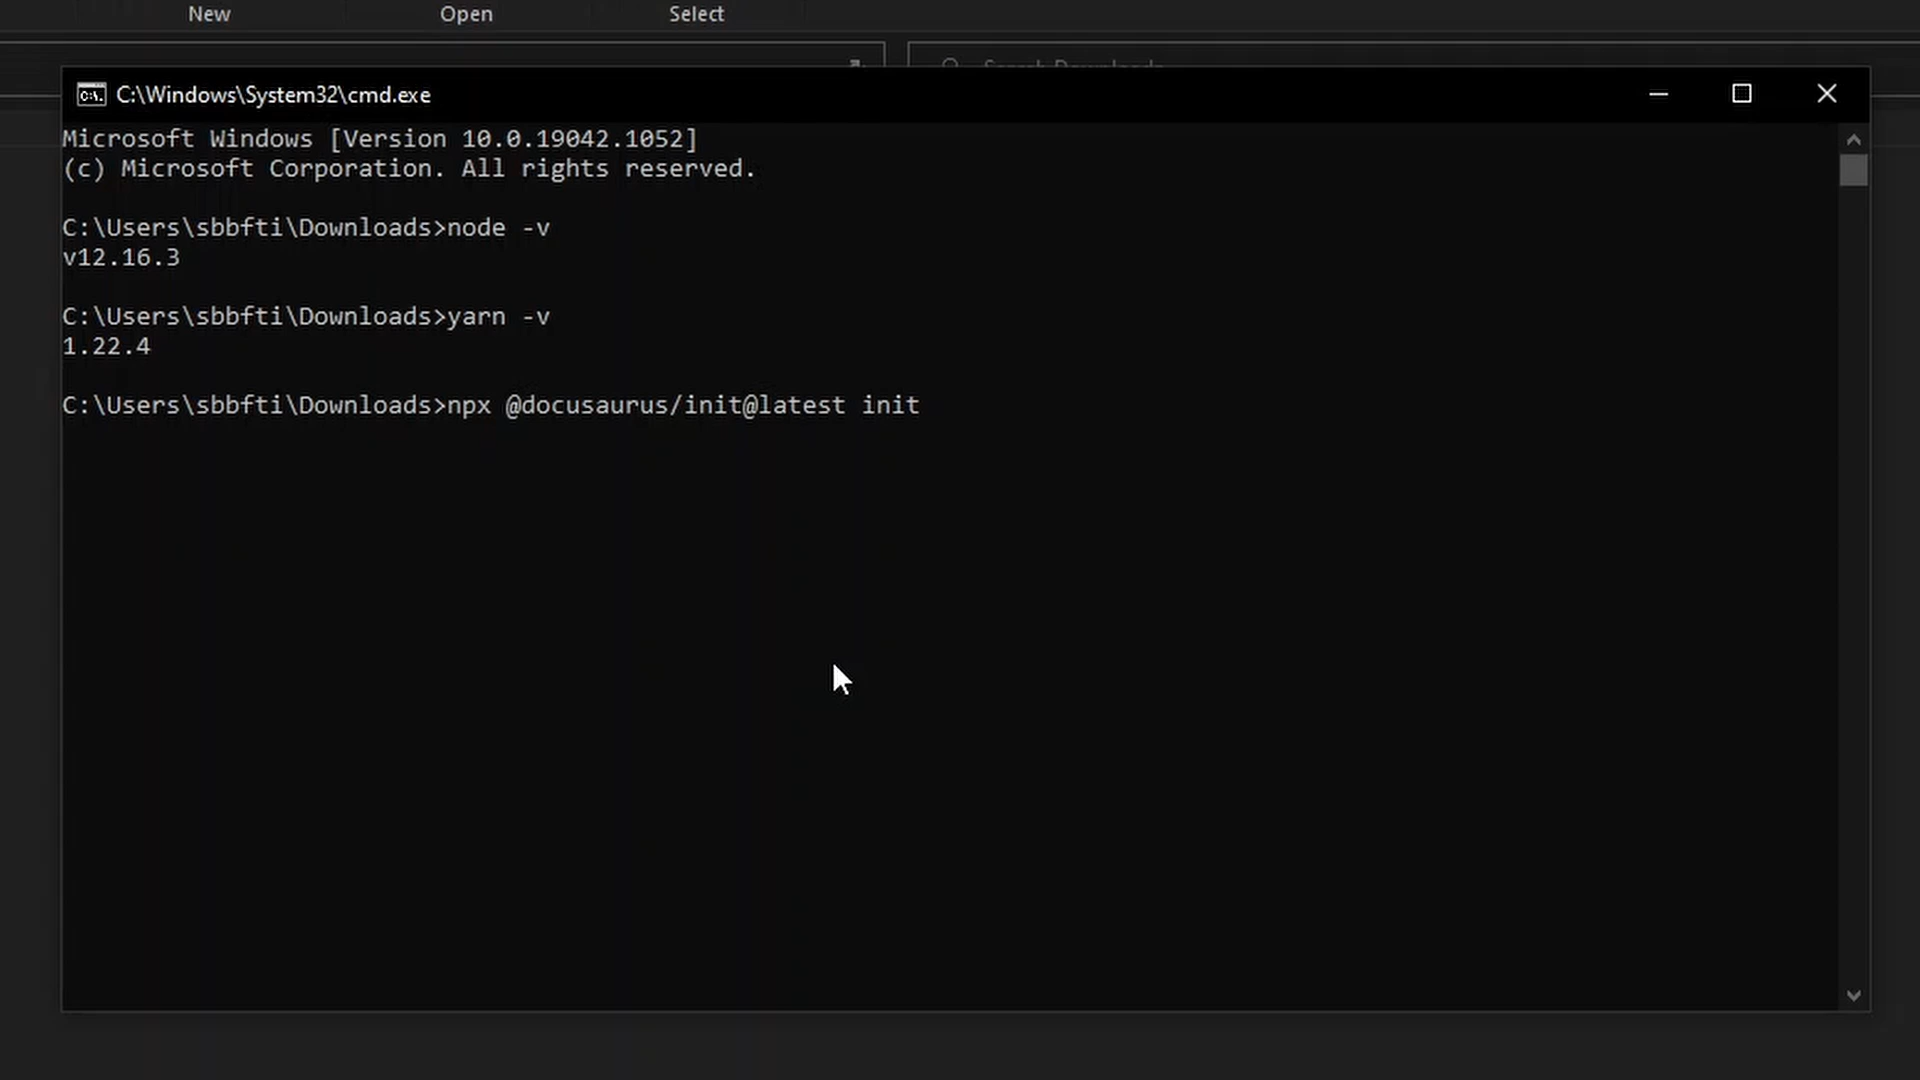 New Open Select
Search Downloads
C:\Windows\System32\cmd.exe
Microsoft Windows [Version 10.0.19042.1052]
(c) Microsoft Corporation. All rights reserved.
C:\Users\sbbfti\Downloads>node -v
v12.16.3
C:\Users\sbbfti\Downloads>yarn -v
1.22.4
C:\Users\sbbfti\Downloads>npx @docusaurus/init@latest init